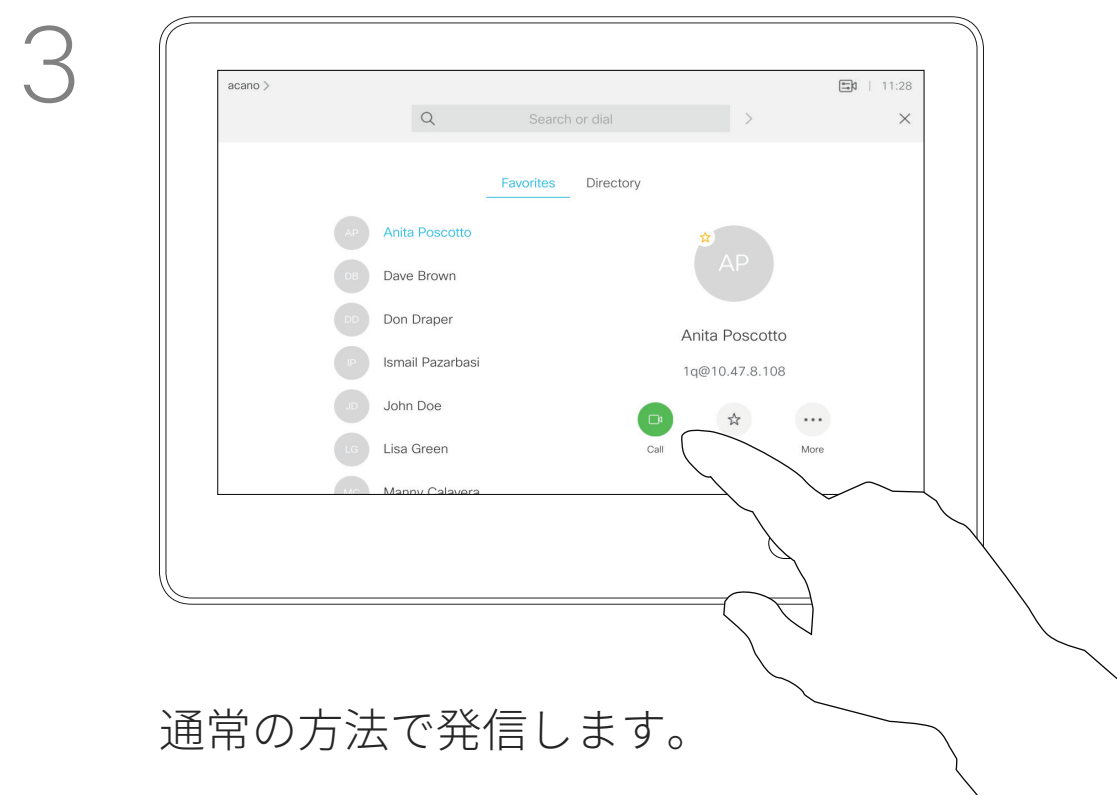 3
acano >
11:28
Search or dial
Favorites Directory
AP Anita Poscotto
DB Dave Brown
DD Don Draper
IP Ismail Pazarbasi
JD John Doe
LG Lisa Green
MC Manny Calavera
AP
Anita Poscotto
1q@10.47.8.108
Call More
通常の方法で発信します。